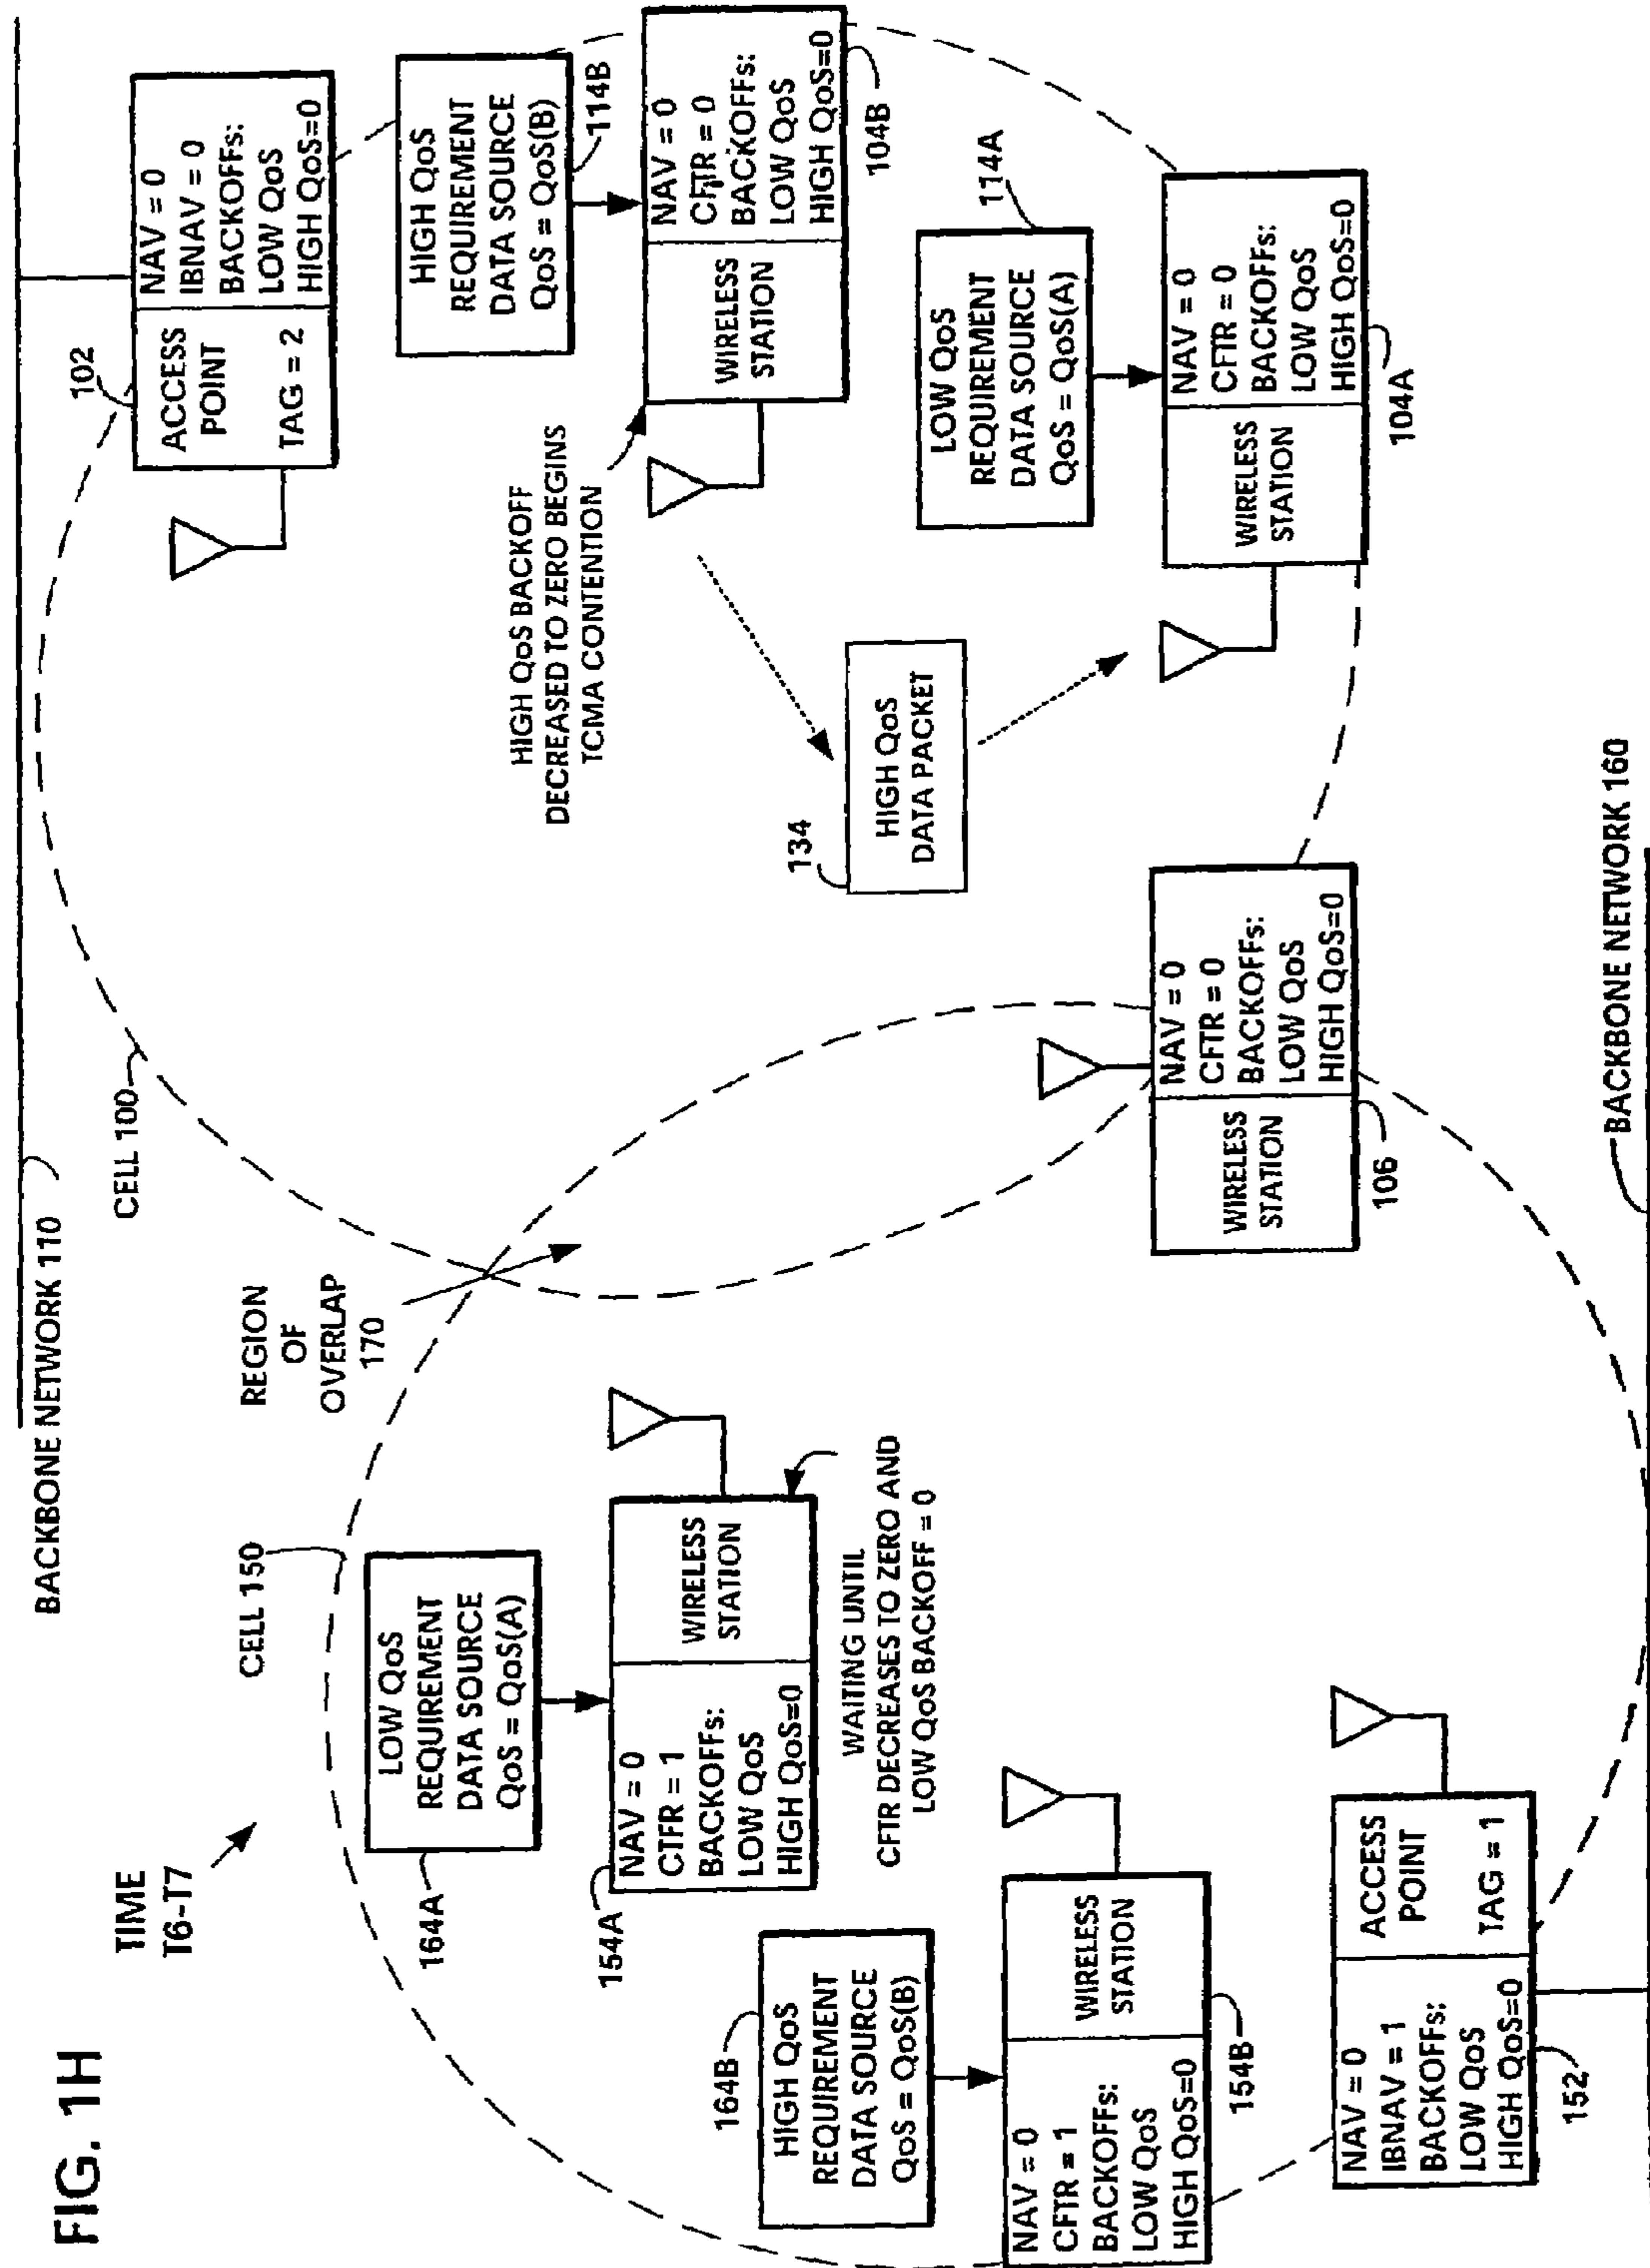 FIG. 1H
TIME
T6-T7
BACKBONE NETWORK 110
CELL 100
REGION
OF
OVERLAP
170
CELL 150
102
ACCESS
POINT
TAG = 2
NAV = 0
IBNAV = 0
BACKOFFs:
LOW QoS
HIGH QoS=0
HIGH QoS
REQUIREMENT
DATA SOURCE
QoS = QoS(B)
114B
HIGH QoS BACKOFF
DECREASED TO ZERO BEGINS
TCMA CONTENTION
WIRELESS
STATION
NAV = 0
CFTR = 0
BACKOFFs:
LOW QoS
HIGH QoS=0
104B
134
HIGH QoS
DATA PACKET
LOW QoS
REQUIREMENT
DATA SOURCE
QoS = QoS(A)
114A
WIRELESS
STATION
NAV = 0
CFTR = 0
BACKOFFs:
LOW QoS
HIGH QoS=0
104A
WIRELESS
STATION
NAV = 0
CFTR = 0
BACKOFFs:
LOW QoS
HIGH QoS=0
106
LOW QoS
REQUIREMENT
DATA SOURCE
QoS = QoS(A)
164A
154A
NAV = 0
CTFR = 1
BACKOFFs:
LOW QoS
HIGH QoS=0
WIRELESS
STATION
WAITING UNTIL
CFTR DECREASES TO ZERO AND
LOW QoS BACKOFF = 0
164B
HIGH QoS
REQUIREMENT
DATA SOURCE
QoS = QoS(B)
NAV = 0
CFTR = 1
BACKOFFs:
LOW QoS
HIGH QoS=0
WIRELESS
STATION
154B
NAV = 0
IBNAV = 1
BACKOFFs:
LOW QoS
HIGH QoS=0
ACCESS
POINT
TAG = 1
152
BACKBONE NETWORK 160